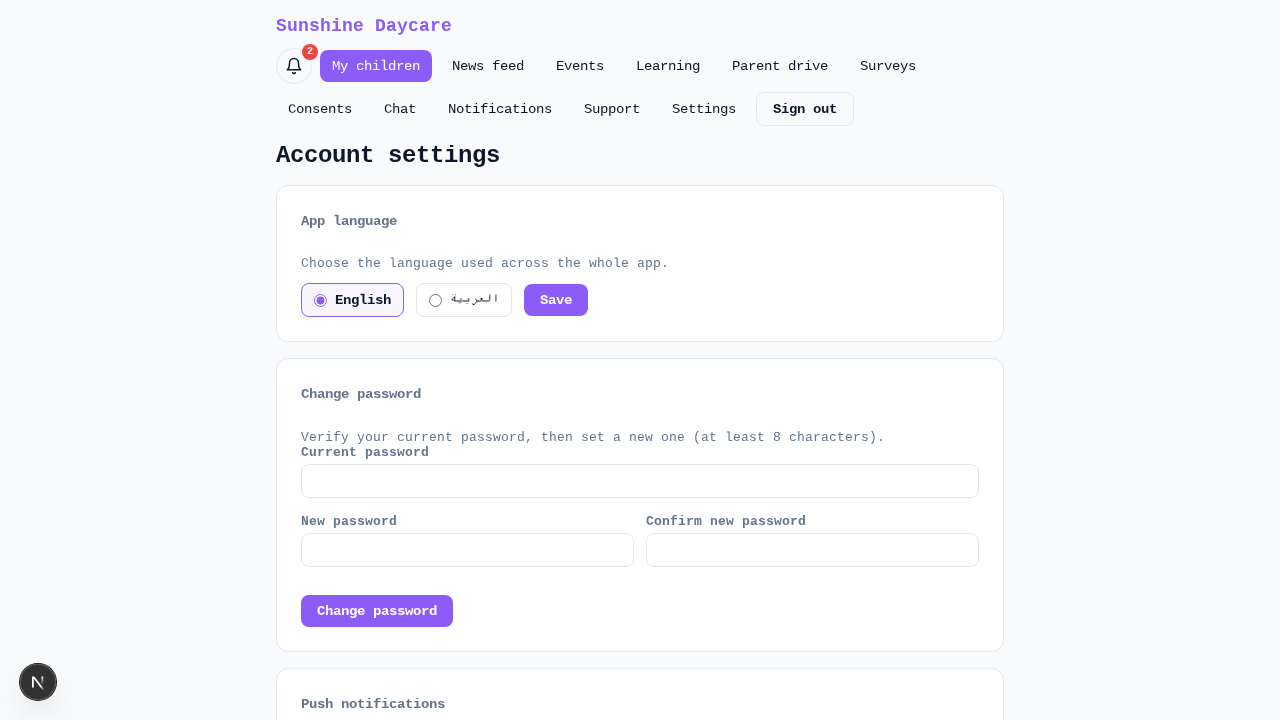 Sunshine Daycare
2
My children
News feed
Events
Learning
Parent drive
Surveys
Consents
Chat
Notifications
Support
Settings
Sign out
Account settings
App language
Choose the language used across the whole app.
English
العربية
Save
Change password
Verify your current password, then set a new one (at least 8 characters).
Current password
New password
Confirm new password
Change password
N
Push notifications